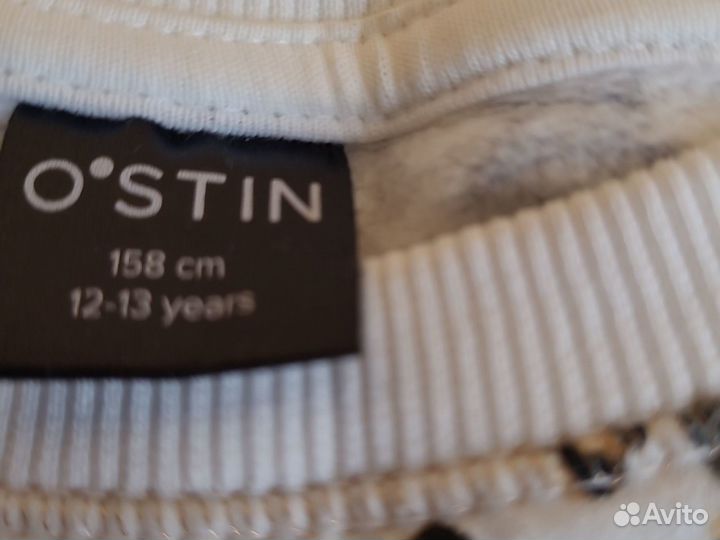 O'STIN
158 cm
12-13 years
Avito